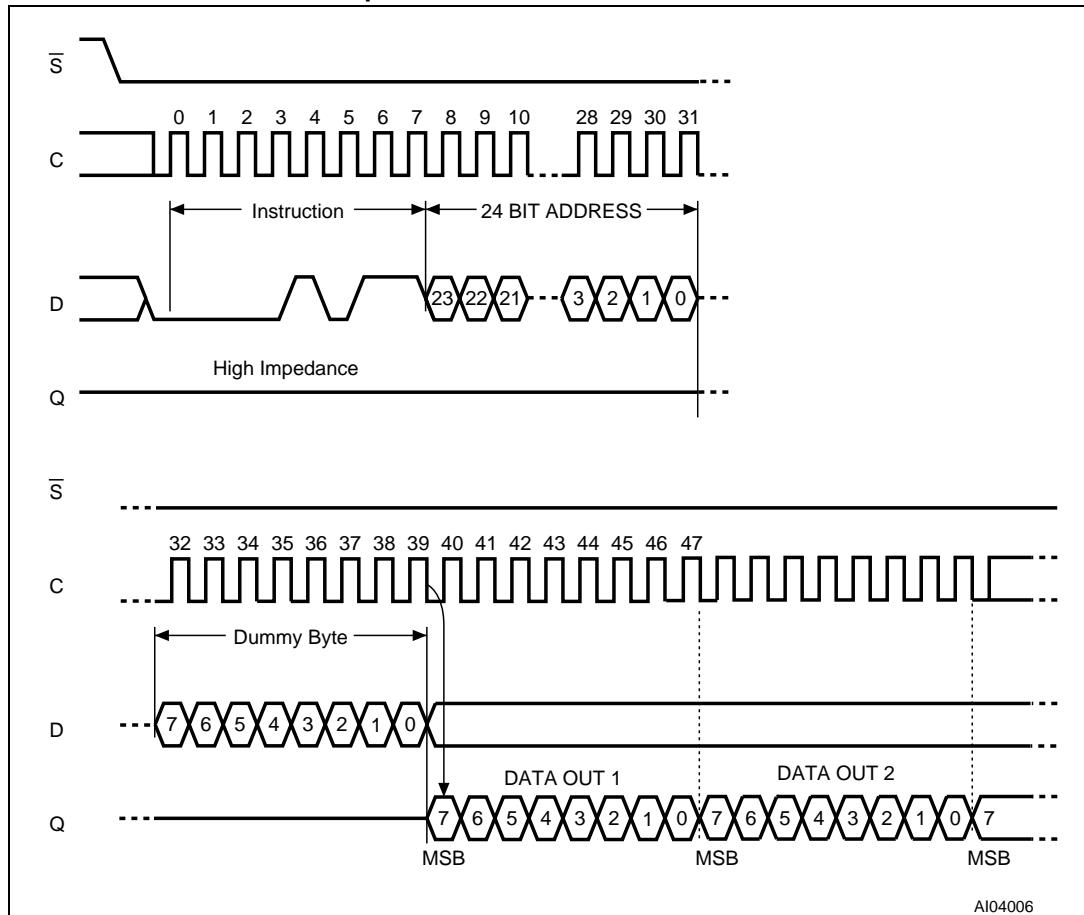 S
0 1 2 3 4 5 6 7 8 9 10 28 29 30 31
C
Instruction 24 BIT ADDRESS
D 23 22 21 3 2 1 0
High Impedance
Q
S
32 33 34 35 36 37 38 39 40 41 42 43 44 45 46 47
C
Dummy Byte
D 7 6 5 4 3 2 1 0
DATA OUT 1 DATA OUT 2
Q 7 6 5 4 3 2 1 0 7 6 5 4 3 2 1 0 7
MSB MSB MSB
AI04006